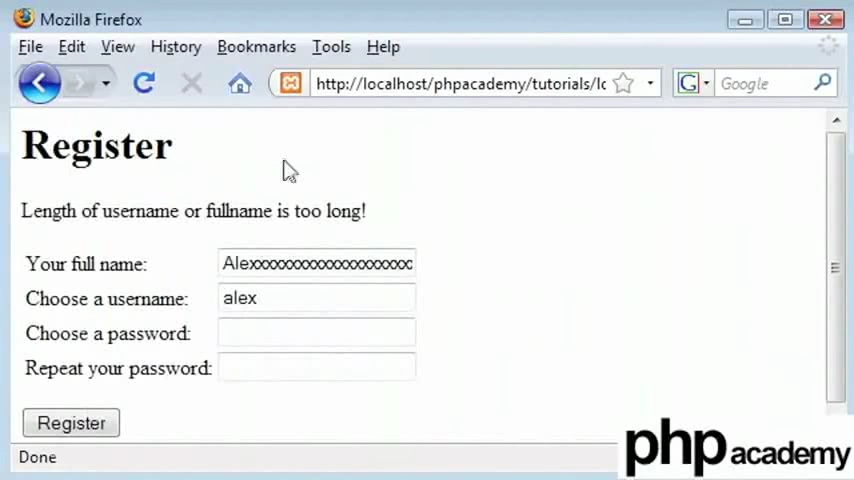 Mozilla Firefox
File Edit View History Bookmarks Tools Help
http://localhost/phpacademy/tutorials/lo
G Google
Register
Length of username or fullname is too long!
Your full name:
Choose a username: alex
Choose a password:
Repeat your password:
Register
Done
php academy